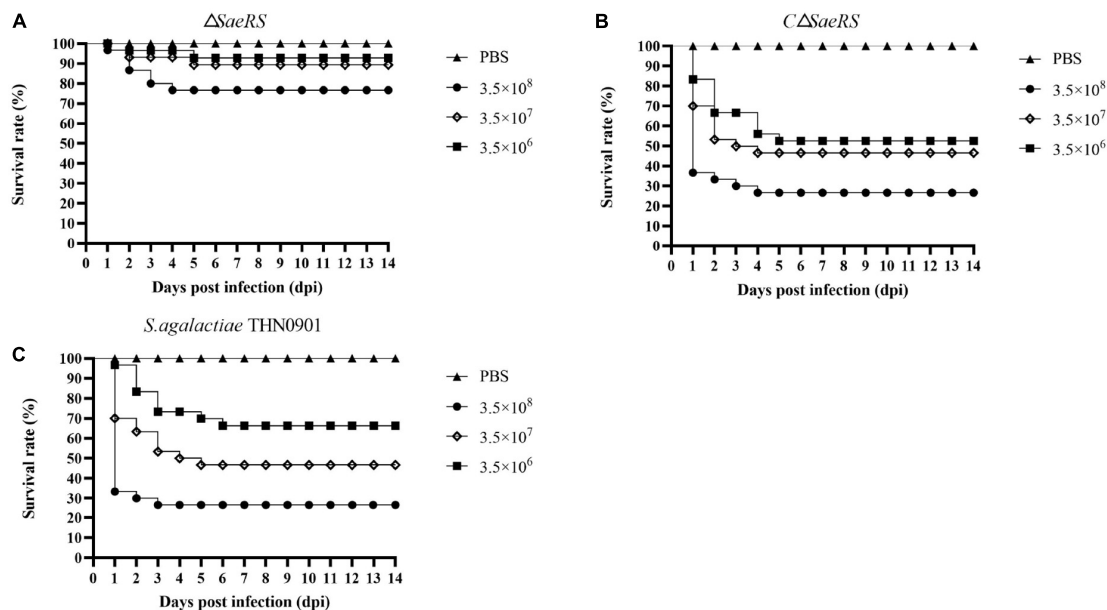 A
ΔSaeRS
Survival rate (%)
100
90
80
70
60
50
40
30
20
10
0
0 1 2 3 4 5 6 7 8 9 10 11 12 13 14
Days post infection (dpi)
PBS
3.5×10⁸
3.5×10⁷
3.5×10⁶
B
CΔSaeRS
Survival rate (%)
100
90
80
70
60
50
40
30
20
10
0
0 1 2 3 4 5 6 7 8 9 10 11 12 13 14
Days post infection (dpi)
PBS
3.5×10⁸
3.5×10⁷
3.5×10⁶
C
S.agalactiae THN0901
Survival rate (%)
100
90
80
70
60
50
40
30
20
10
0
0 1 2 3 4 5 6 7 8 9 10 11 12 13 14
Days post infection (dpi)
PBS
3.5×10⁸
3.5×10⁷
3.5×10⁶